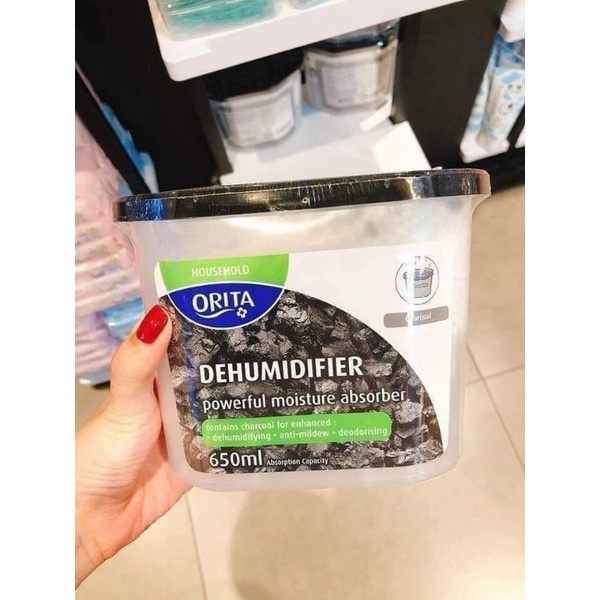 HOUSEHOLD
ORITA
charcoal
DEHUMIDIFIER
powerful moisture absorber
contains charcoal for enhanced :
• dehumidifying • anti-mildew • deodorising
650ml Absorption Capacity